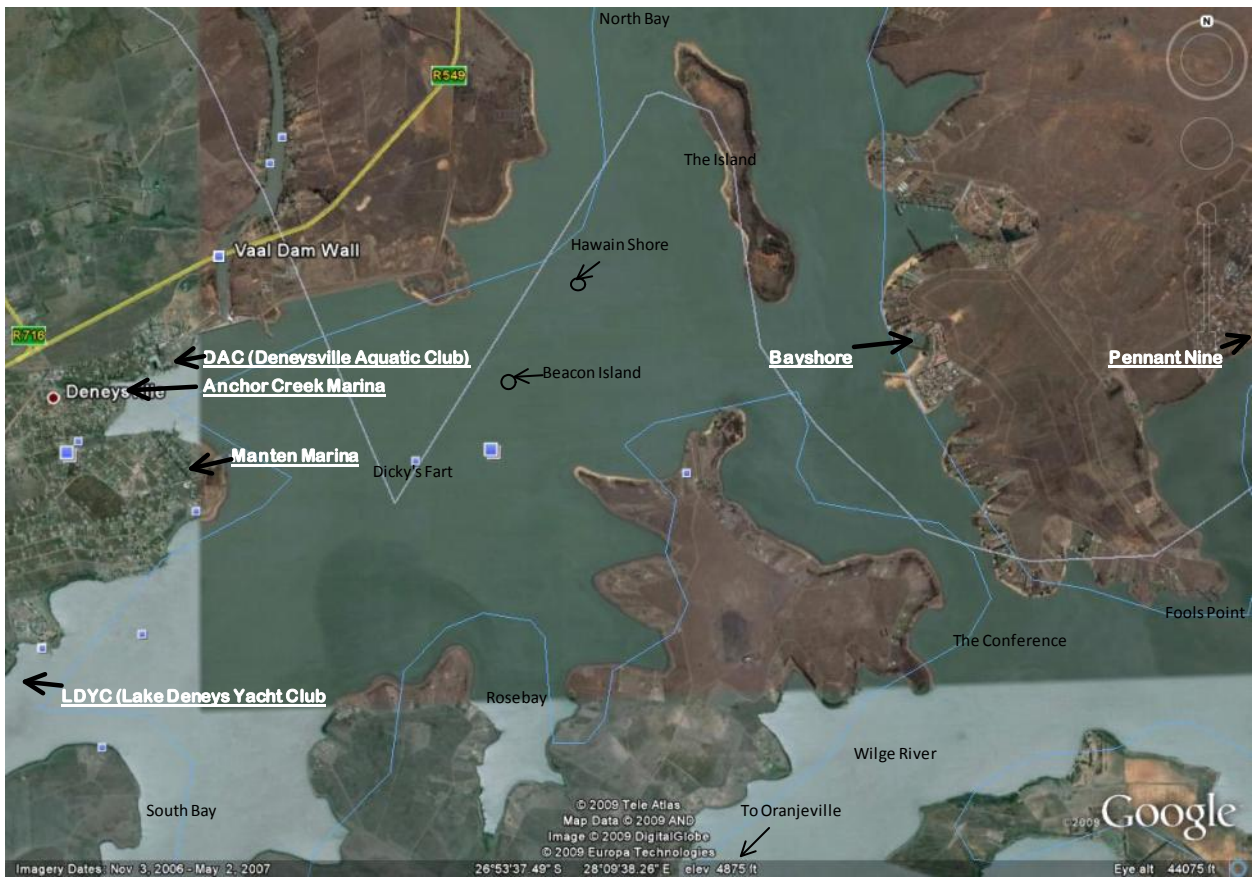 North Bay
N
R549
The Island
Hawain Shore
Vaal Dam Wall
R716
DAC (Deneysville Aquatic Club)
Bayshore
Pennant Nine
Beacon Island
Deneysville
Anchor Creek Marina
Manten Marina
Dicky's Fart
Fools Point
The Conference
LDYC (Lake Deneys Yacht Club
Rosebay
Wilge River
South Bay
To Oranjeville
© 2009 Tele Atlas
Map Data © 2009 AND
Image © 2009 DigitalGlobe
© 2009 Europa Technologies
©2009 Google
Imagery Dates: Nov 3, 2006 - May 2, 2007
26°53'37.49" S 28°09'38.26" E elev 4875 ft
Eye alt 44075 ft